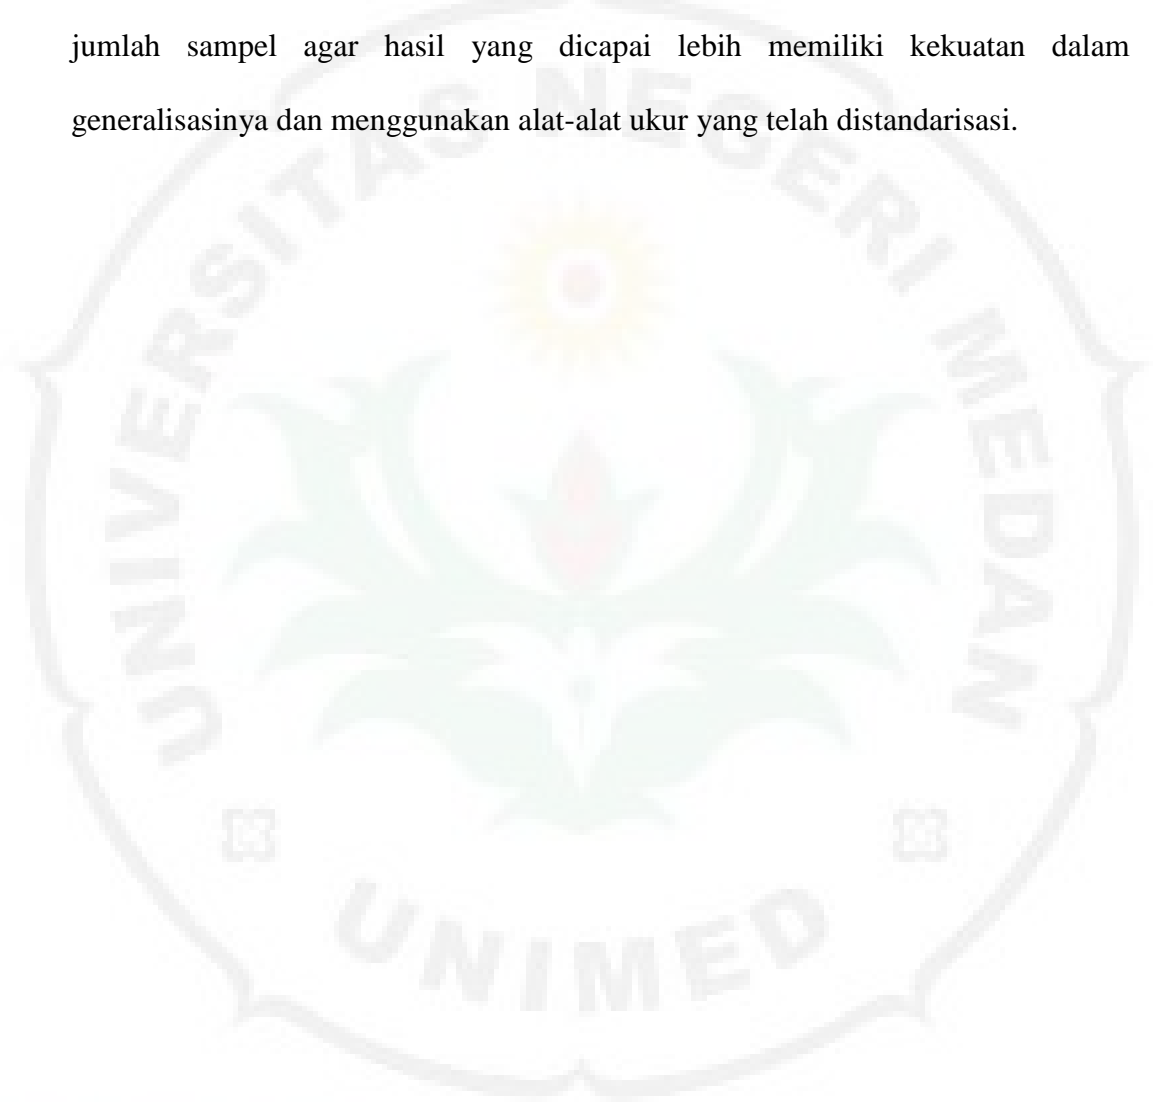 jumlah sampel agar hasil yang dicapai lebih memiliki kekuatan dalam
generalisasinya dan menggunakan alat-alat ukur yang telah distandarisasi.
UNIVERSITAS NEGERI MEDAN
UNIMED